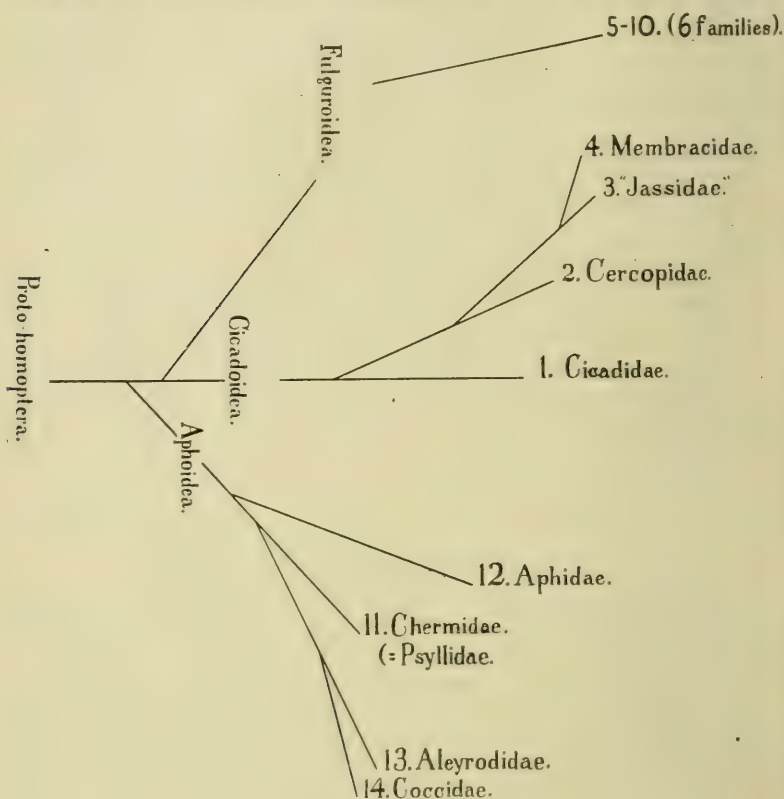 5-10. (6 families).
Fulguroidea.
4. Membracidae.
3. "Jassidae."
2. Cercopidae.
Proto-homoptera.
Cicadoidea.
1. Cicadidae.
Aphoidea.
12. Aphidae.
11. Chermidae.
(=Psyllidae.
13. Aleyrodidae.
14. Coccidae.